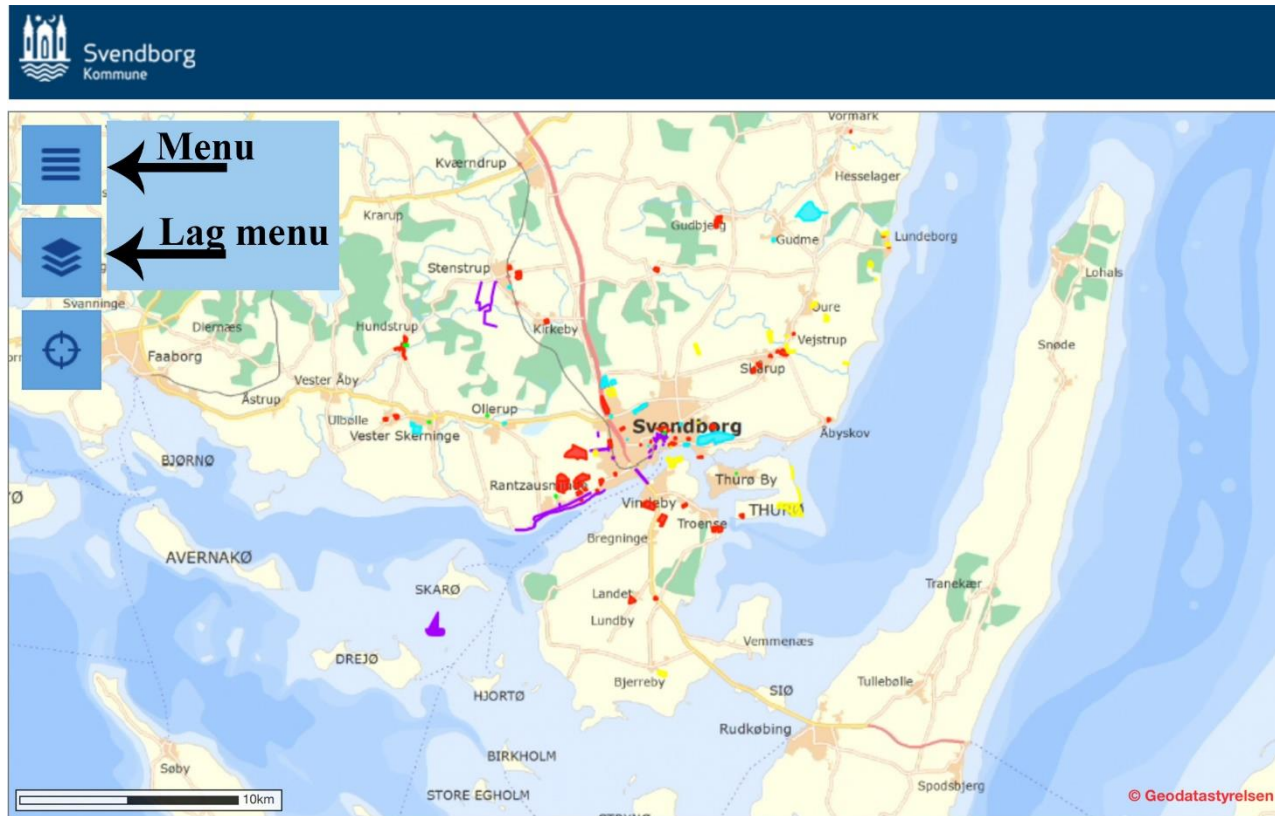 Svendborg
Kommune
Menu
Lag menu
Vormark
Kværndrup
Hesselager
Krarup
Gudbjerg
Gudme
Lundeborg
Stenstrup
Lohals
Svanninge
Diernæs
Hundstrup
Kirkeby
Oure
Vejstrup
Snøde
Faaborg
Skårup
Vester Åby
Åstrup
Ulbølle
Ollerup
Vester Skerninge
Svendborg
Åbyskov
BJØRNØ
Rantzausminde
Thurø By
Vindeby
THURØ
Troense
Bregninge
AVERNAKØ
SKARØ
Landet
Tranekær
Lundby
Vemmenæs
DREJØ
Bjerreby
SIØ
Tullebølle
HJORTØ
Rudkøbing
BIRKHOLM
Søby
Spodsbjerg
STORE EGHOLM
10km
© Geodatastyrelsen